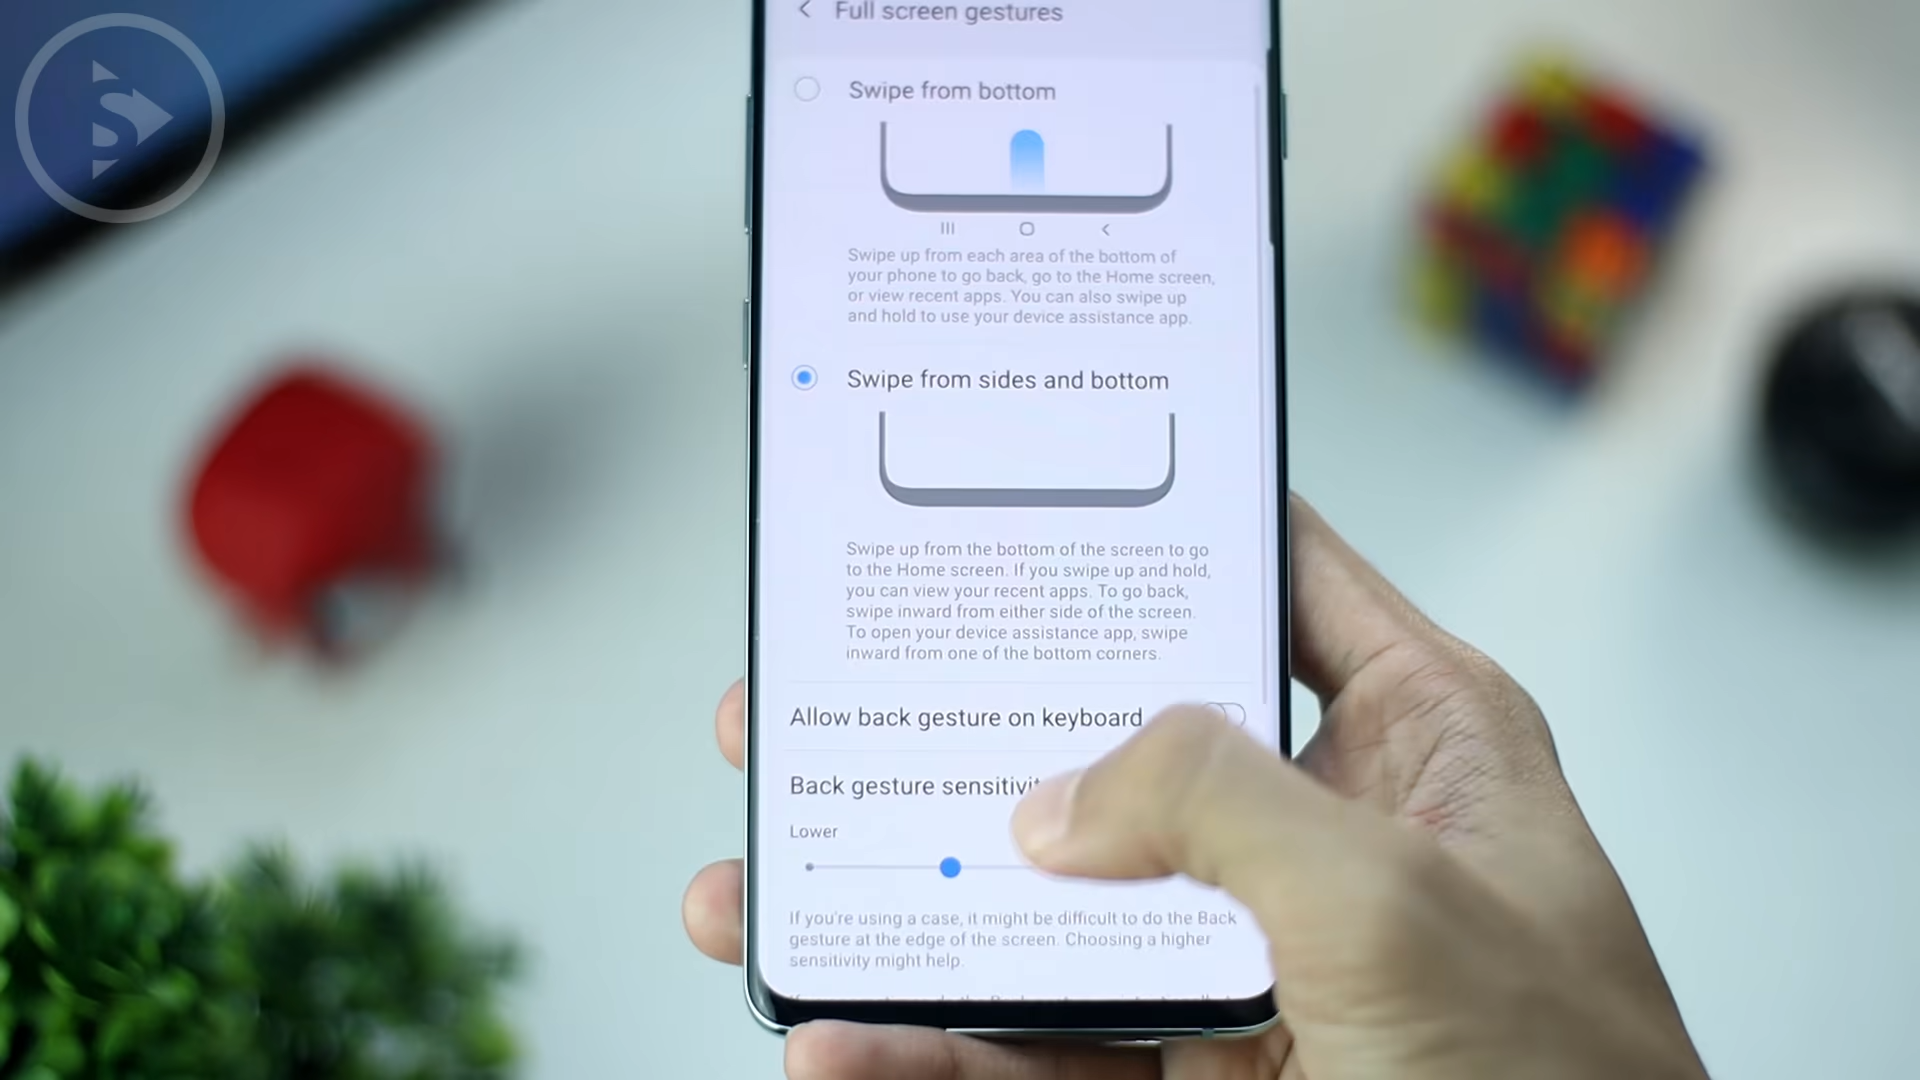 Full screen gestures
Swipe from bottom
Swipe up from each area of the bottom of
your phone to go back, go to the Home screen,
or view recent apps. You can also swipe up
and hold to use your device assistance app.
Swipe from sides and bottom
Swipe up from the bottom of the screen to go
to the Home screen. If you swipe up and hold,
you can view your recent apps. To go back,
swipe inward from either side of the screen.
To open your device assistance app, swipe
inward from one of the bottom corners.
Allow back gesture on keyboard
Back gesture sensitivit
Lower
If you're using a case, it might be difficult to do the Back
gesture at the edge of the screen. Choosing a higher
sensitivity might help.